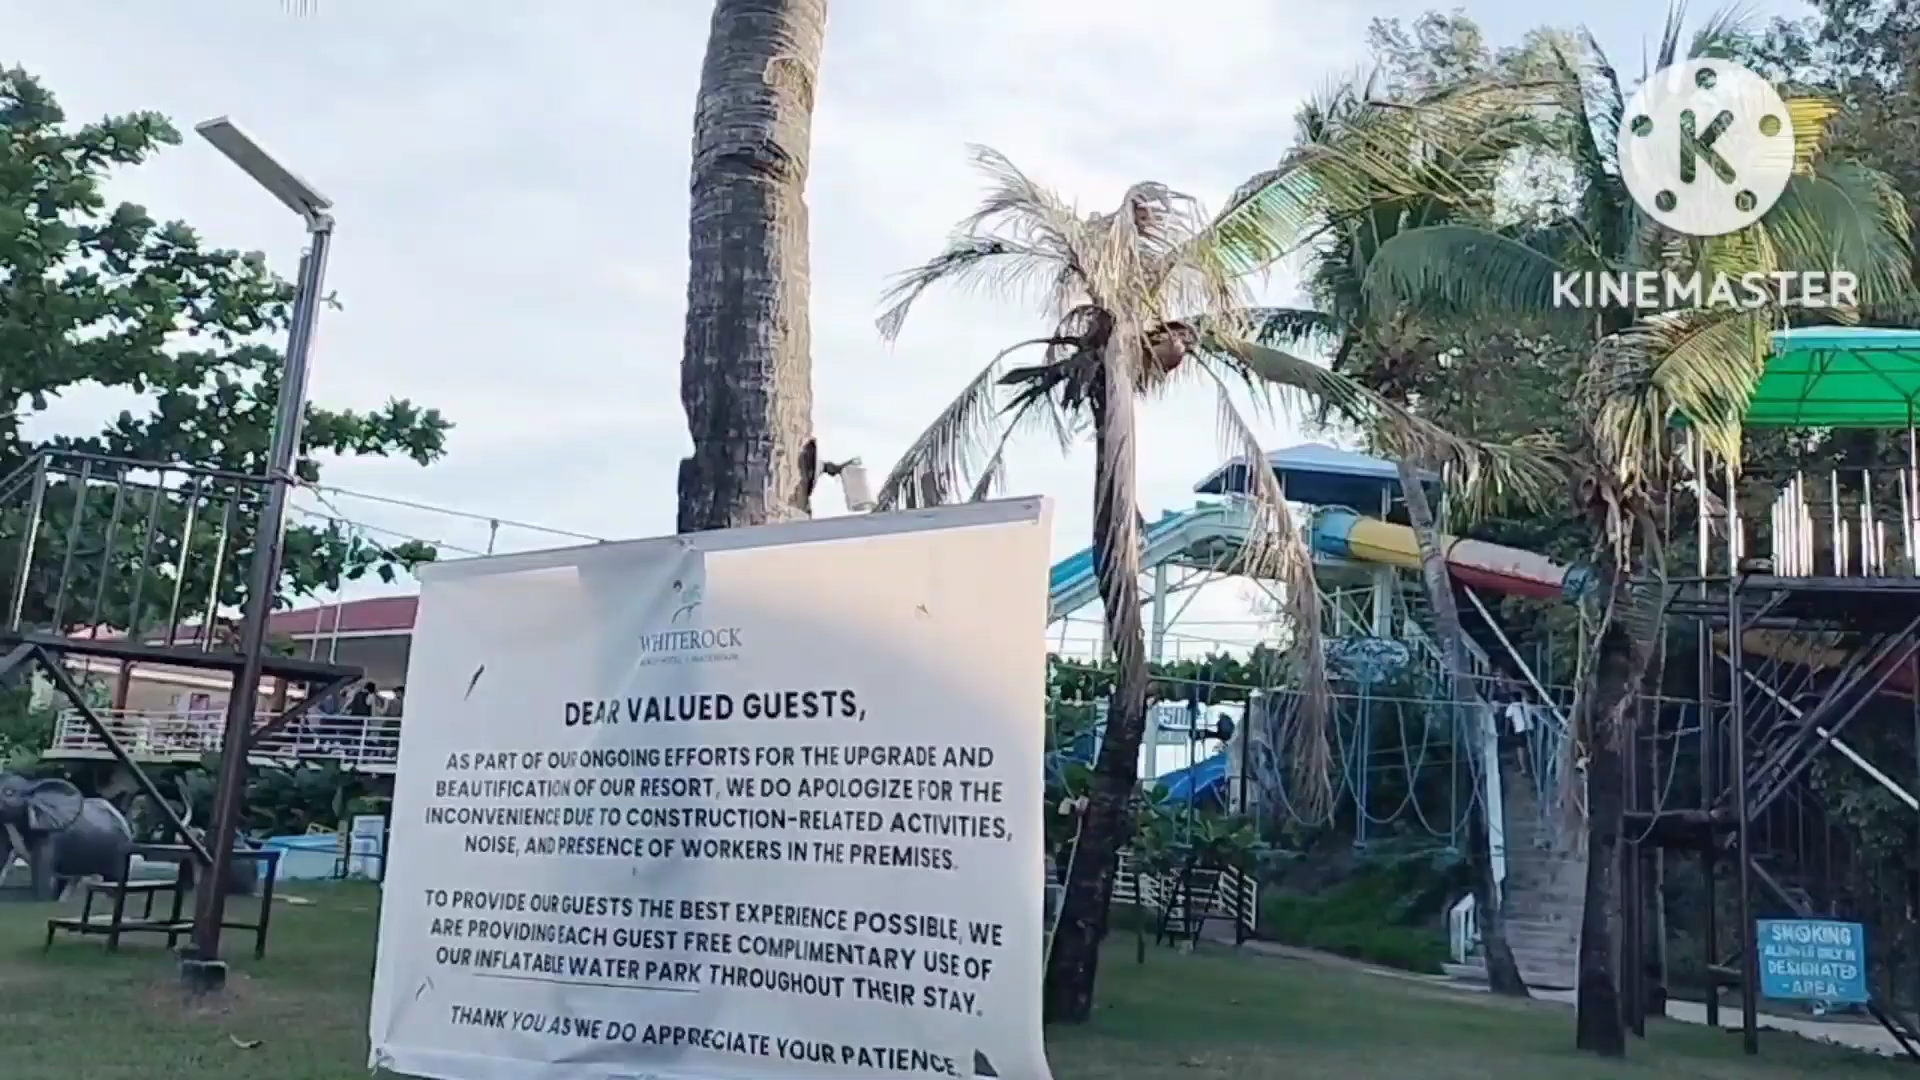 KINEMASTER
WHITEROCK
DEAR VALUED GUESTS,
AS PART OF OUR ONGOING EFFORTS FOR THE UPGRADE AND
BEAUTIFICATION OF OUR RESORT, WE DO APOLOGIZE FOR THE
INCONVENIENCE DUE TO CONSTRUCTION-RELATED ACTIVITIES,
NOISE, AND PRESENCE OF WORKERS IN THE PREMISES.
TO PROVIDE OUR GUESTS THE BEST EXPERIENCE POSSIBLE, WE
ARE PROVIDING EACH GUEST FREE COMPLIMENTARY USE OF
OUR INFLATABLE WATER PARK THROUGHOUT THEIR STAY.
THANK YOU AS WE DO APPRECIATE YOUR PATIENCE.
SMOKING
ALLOWED ONLY IN
DESIGNATED
-AREA-